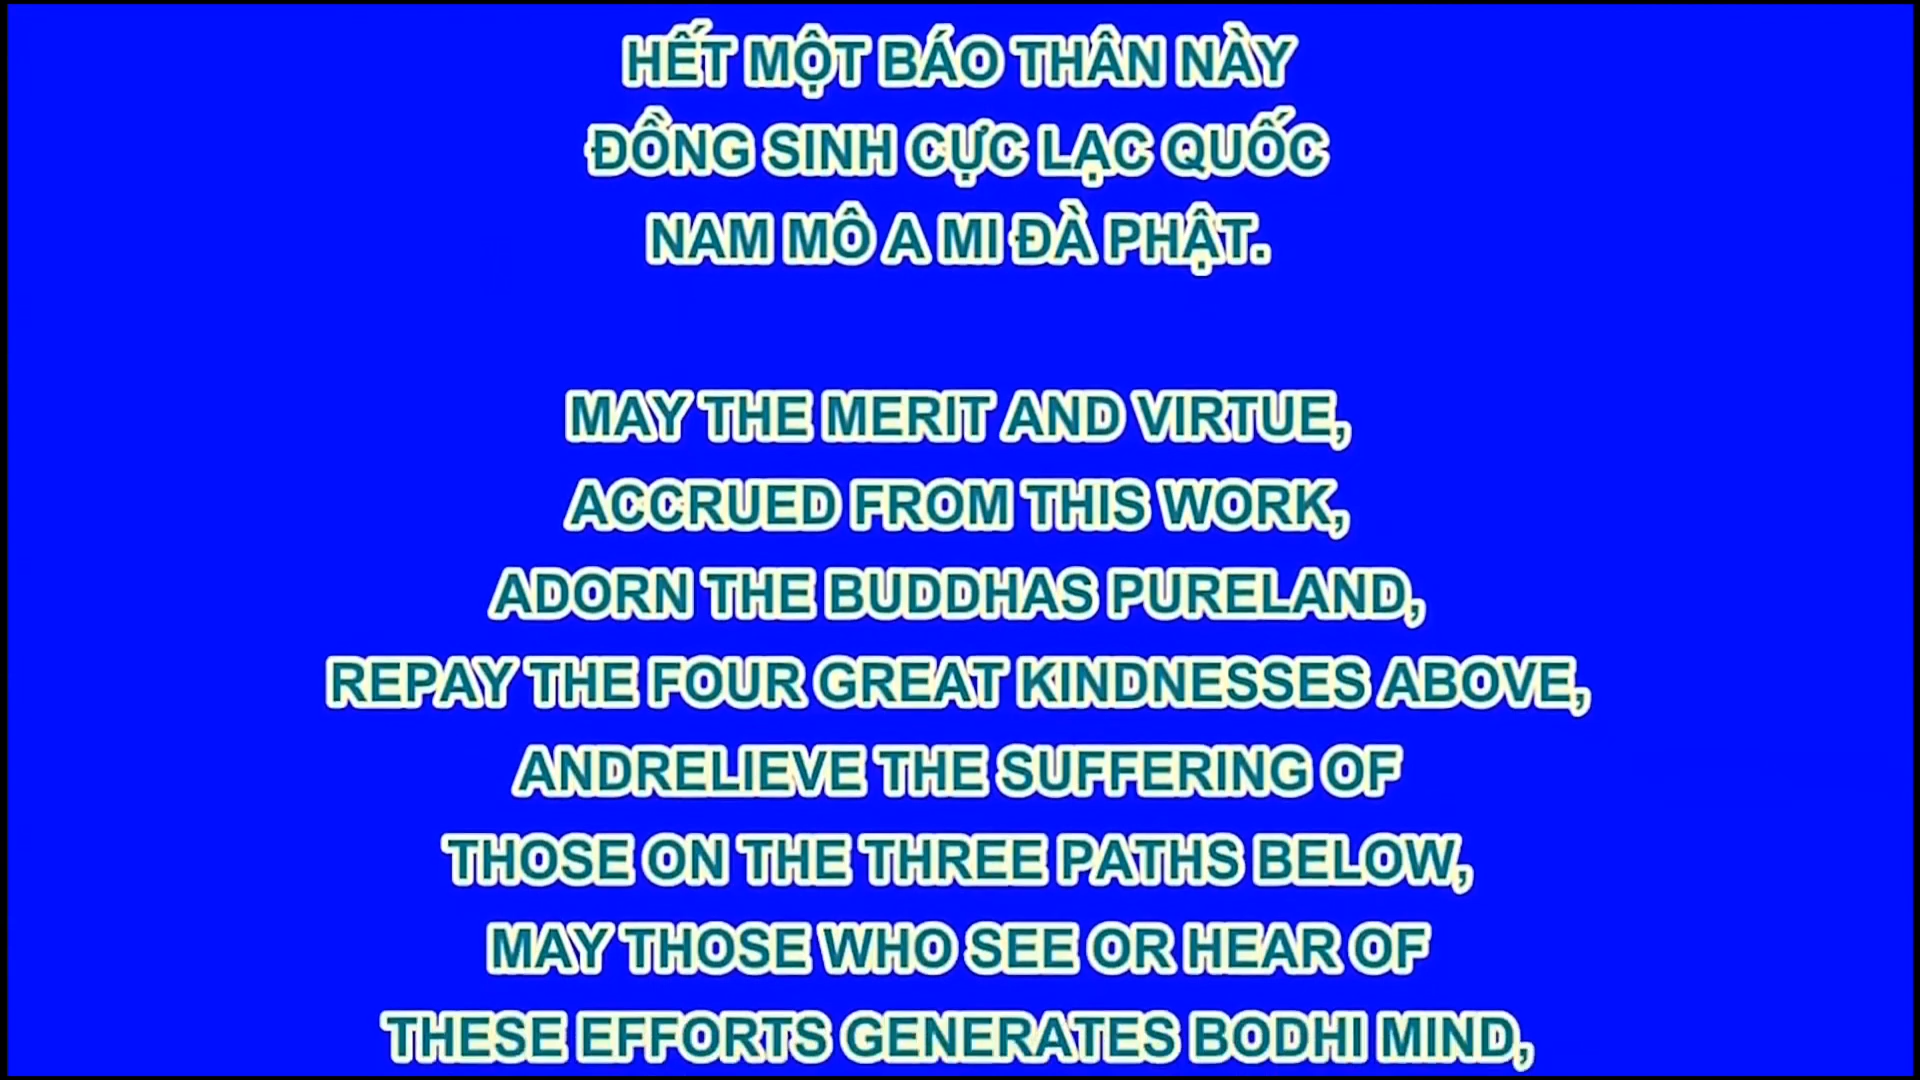 HẾT MỘT BÁO THÂN NÀY
ĐỒNG SINH CỰC LẠC QUỐC
NAM MÔ A MI ĐÀ PHẬT.
MAY THE MERIT AND VIRTUE,
ACCRUED FROM THIS WORK,
ADORN THE BUDDHAS PURELAND,
REPAY THE FOUR GREAT KINDNESSES ABOVE,
ANDRELIEVE THE SUFFERING OF
THOSE ON THE THREE PATHS BELOW,
MAY THOSE WHO SEE OR HEAR OF
THESE EFFORTS GENERATES BODHI MIND,